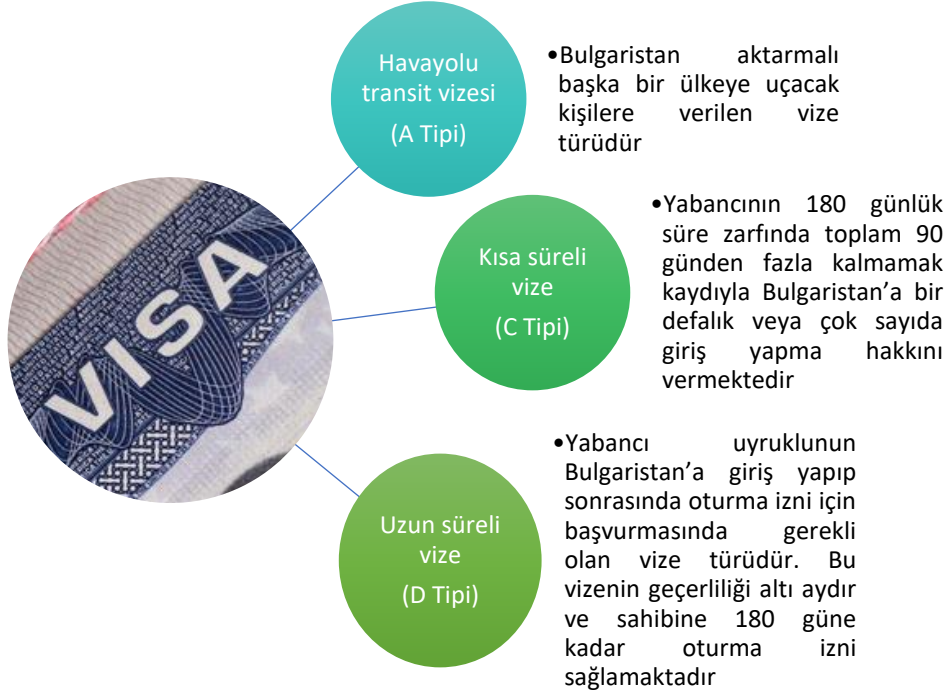 VISA
Havayolu
transit vizesi
(A Tipi)
•Bulgaristan aktarmalı
başka bir ülkeye uçacak
kişilere verilen vize
türüdür
Kısa süreli
vize
(C Tipi)
•Yabancının 180 günlük
süre zarfında toplam 90
günden fazla kalmamak
kaydıyla Bulgaristan’a bir
defalık veya çok sayıda
giriş yapma hakkını
vermektedir
Uzun süreli
vize
(D Tipi)
•Yabancı uyruklunun
Bulgaristan’a giriş yapıp
sonrasında oturma izni için
başvurmasında gerekli
olan vize türüdür. Bu
vizenin geçerliliği altı aydır
ve sahibine 180 güne
kadar oturma izni
sağlamaktadır